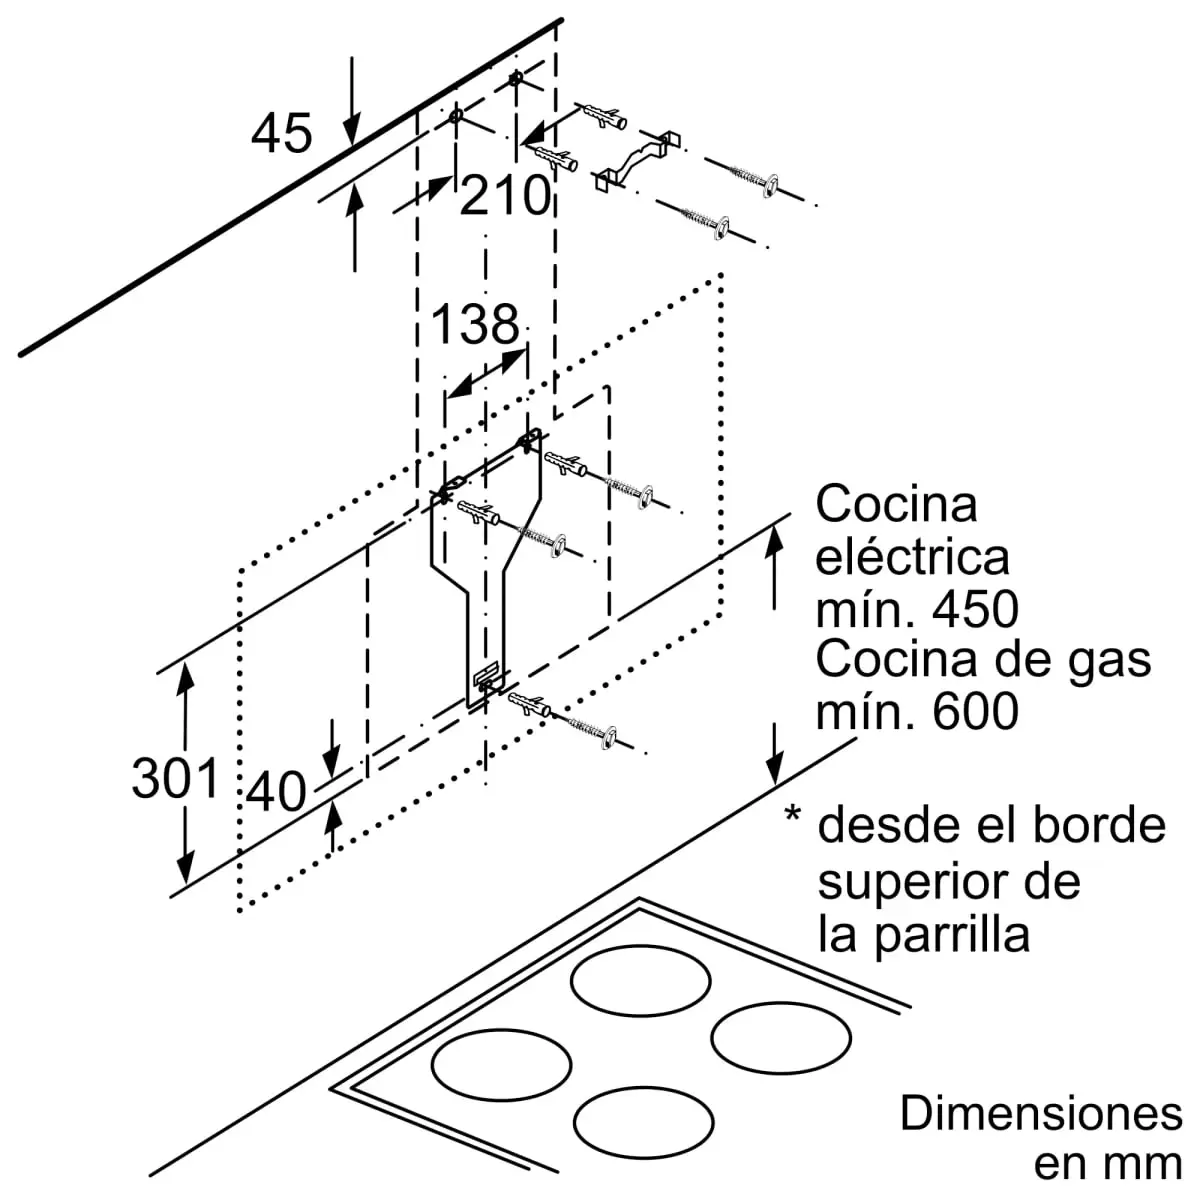 45
210
138
Cocina
eléctrica
mín. 450
Cocina de gas
mín. 600
301
40
* desde el borde
superior de
la parrilla
Dimensiones
en mm